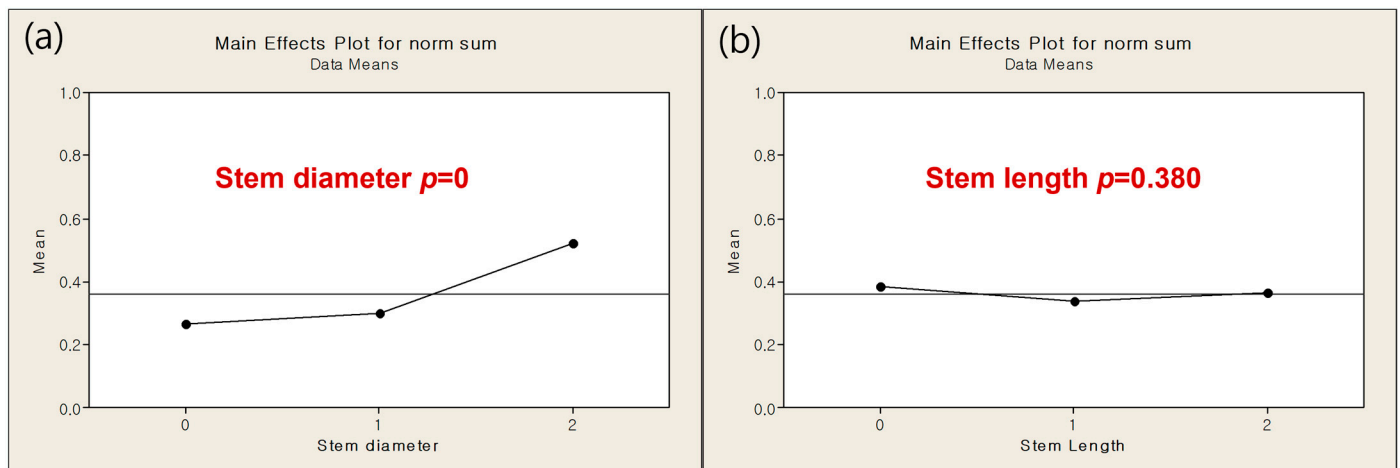 (a)
Main Effects Plot for norm sum
Data Means
1.0
0.8
0.6
0.4
0.2
0.0
Mean
Stem diameter p=0
0 1 2
Stem diameter
(b)
Main Effects Plot for norm sum
Data Means
1.0
0.8
0.6
0.4
0.2
0.0
Mean
Stem length p=0.380
0 1 2
Stem Length